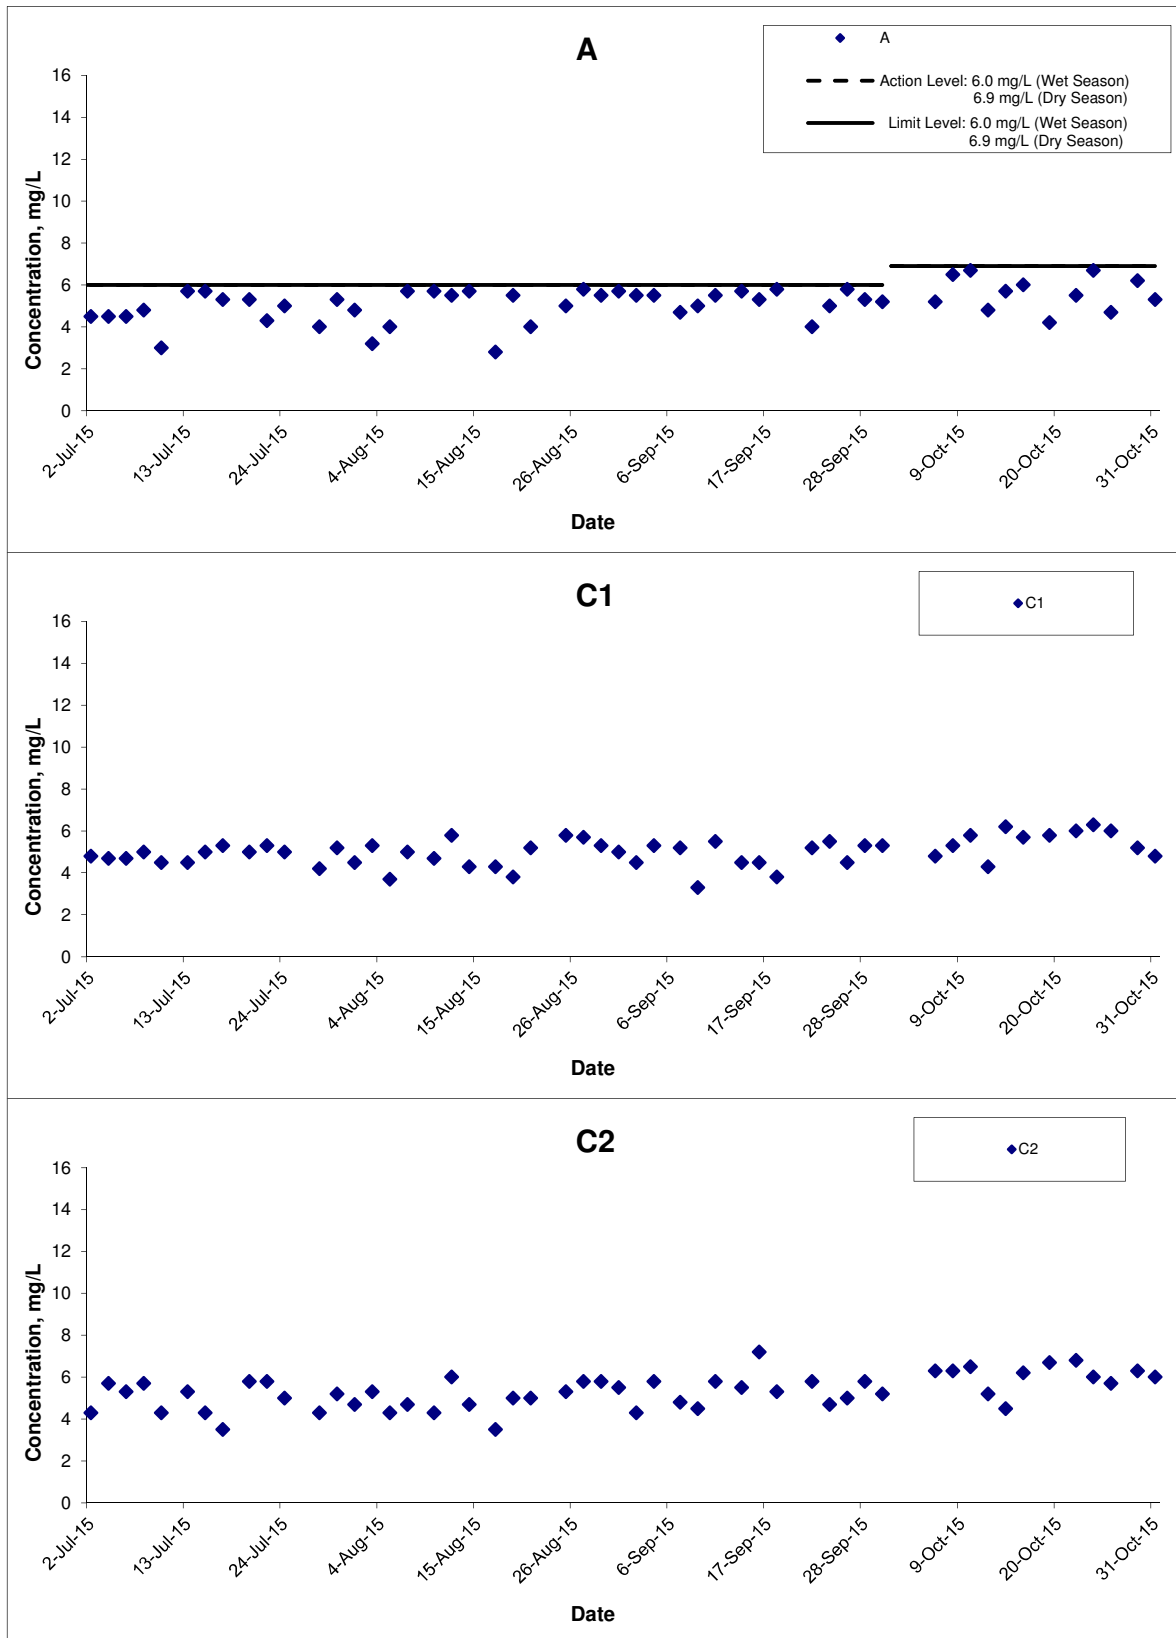 A
A
Action Level: 6.0 mg/L (Wet Season)
6.9 mg/L (Dry Season)
Limit Level: 6.0 mg/L (Wet Season)
6.9 mg/L (Dry Season)
Concentration, mg/L
16
14
12
10
8
6
4
2
0
2-Jul-15
13-Jul-15
24-Jul-15
4-Aug-15
15-Aug-15
26-Aug-15
6-Sep-15
17-Sep-15
28-Sep-15
9-Oct-15
20-Oct-15
31-Oct-15
Date
C1
C1
Concentration, mg/L
16
14
12
10
8
6
4
2
0
2-Jul-15
13-Jul-15
24-Jul-15
4-Aug-15
15-Aug-15
26-Aug-15
6-Sep-15
17-Sep-15
28-Sep-15
9-Oct-15
20-Oct-15
31-Oct-15
Date
C2
C2
Concentration, mg/L
16
14
12
10
8
6
4
2
0
2-Jul-15
13-Jul-15
24-Jul-15
4-Aug-15
15-Aug-15
26-Aug-15
6-Sep-15
17-Sep-15
28-Sep-15
9-Oct-15
20-Oct-15
31-Oct-15
Date